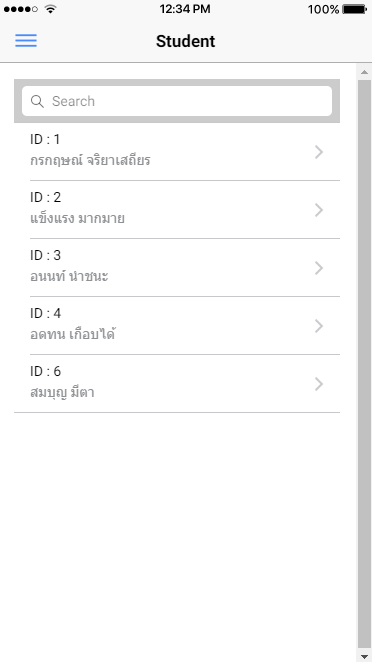 12:34 PM
100%
Student
Search
ID : 1
กรกฤษณ์ จริยาเสถียร
ID : 2
แข็งแรง มากมาย
ID : 3
อนนท์ นำชนะ
ID : 4
อดทน เกือบได้
ID : 6
สมบุญ มีตา